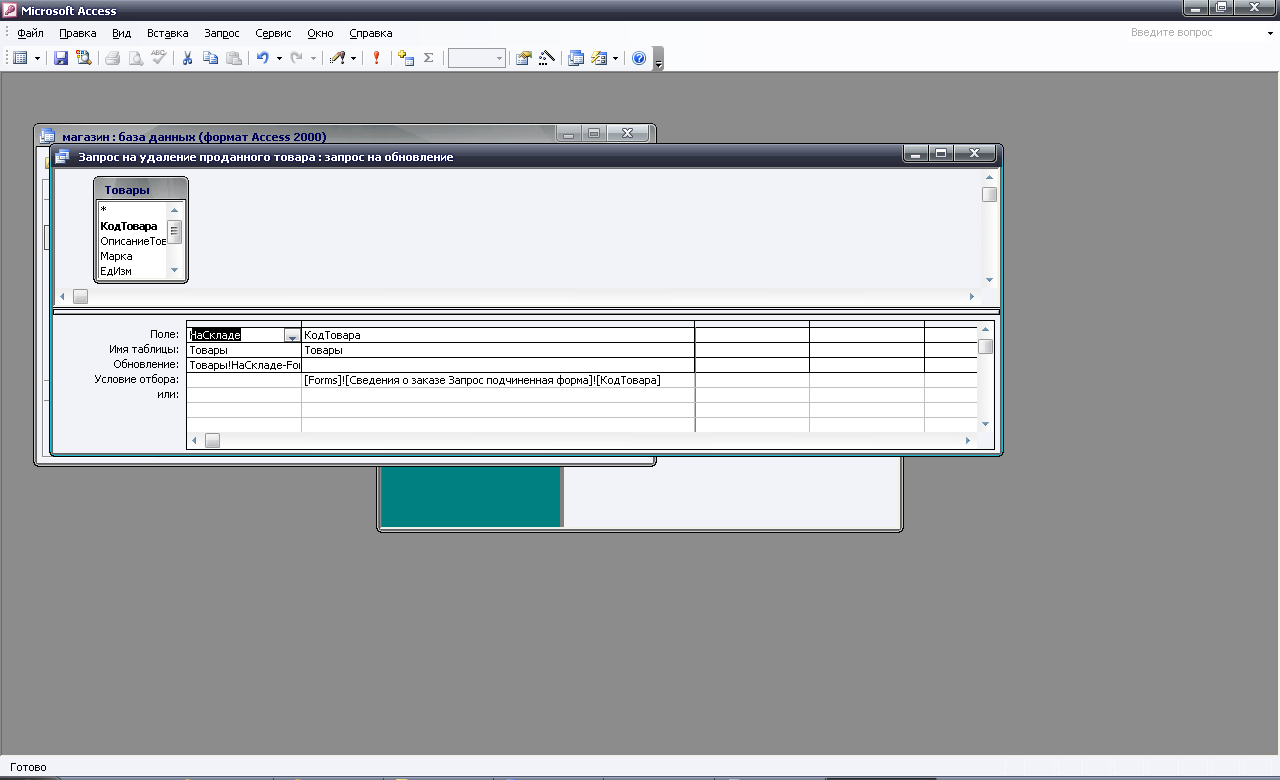 Microsoft Access
Файл Правка Вид Вставка Запрос Сервис Окно Справка Введите вопрос
магазин : база данных (формат Access 2000)
Запрос на удаление проданного товара : запрос на обновление
Товары
*
КодТовара
ОписаниеТов
Марка
ЕдИзм
Поле: НаСкладе КодТовара
Имя таблицы: Товары Товары
Обновление: Товары!НаСкладе-For
Условие отбора: [Forms]![Сведения о заказе Запрос подчиненная форма]![КодТовара]
или:
Готово